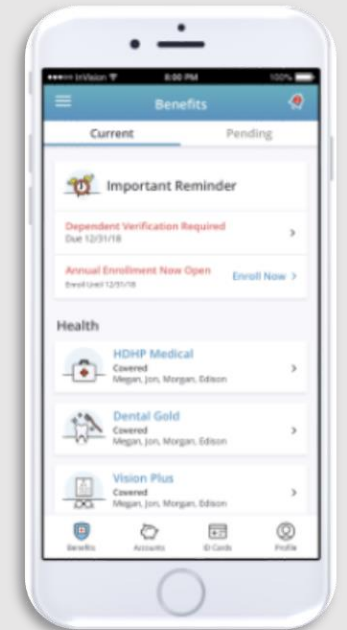 InVision 8:00 PM 100%
Benefits
Current Pending
Important Reminder
Dependent Verification Required
Due 12/31/18
Annual Enrollment Now Open
Enroll Now >
Enroll Until 12/31/18
Health
HDHP Medical
Covered
Megan, Jon, Morgan, Edison
Dental Gold
Covered
Megan, Jon, Morgan, Edison
Vision Plus
Covered
Megan, Jon, Morgan, Edison
Benefits Accounts ID Cards Profile